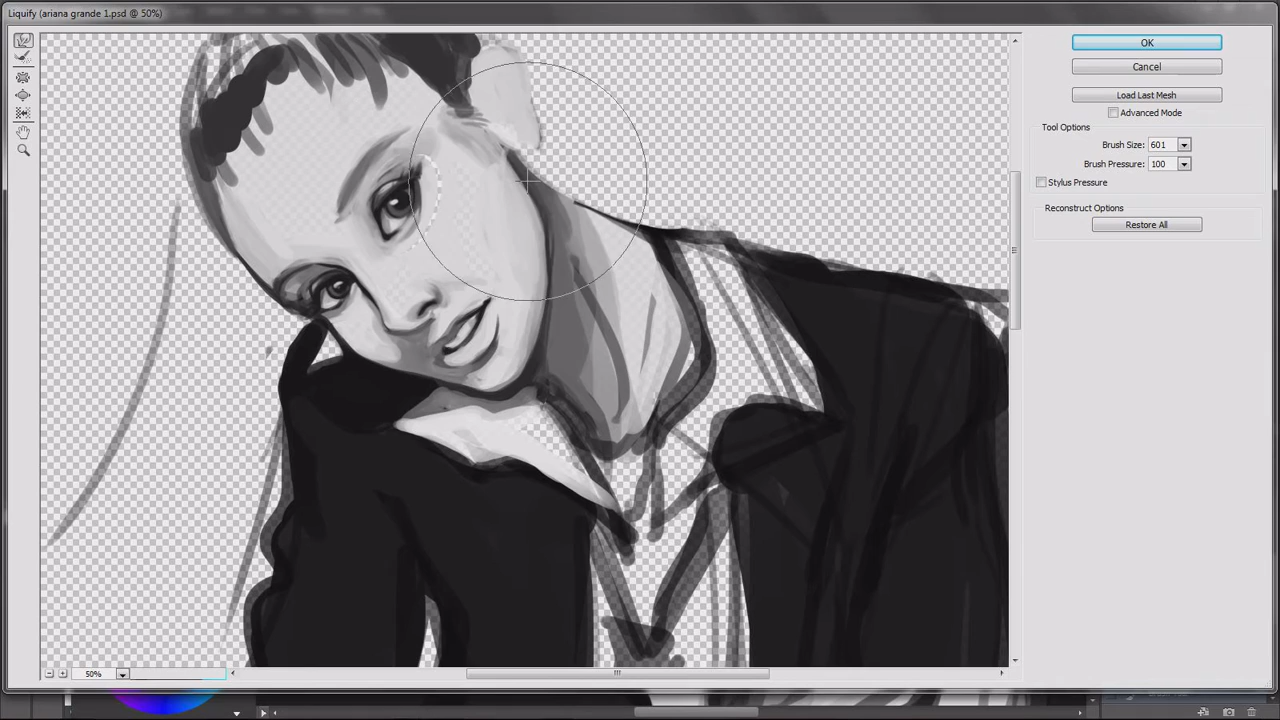 Liquify (ariana grande 1.psd @ 50%)
OK
Cancel
Load Last Mesh
Advanced Mode
Tool Options
Brush Size: 601
Brush Pressure: 100
Stylus Pressure
Reconstruct Options
Restore All
50%